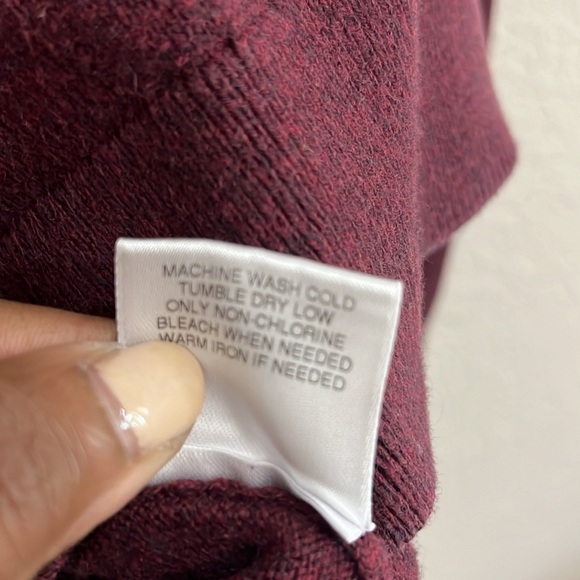 MACHINE WASH COLD
TUMBLE DRY LOW
ONLY NON-CHLORINE
BLEACH WHEN NEEDED
WARM IRON IF NEEDED